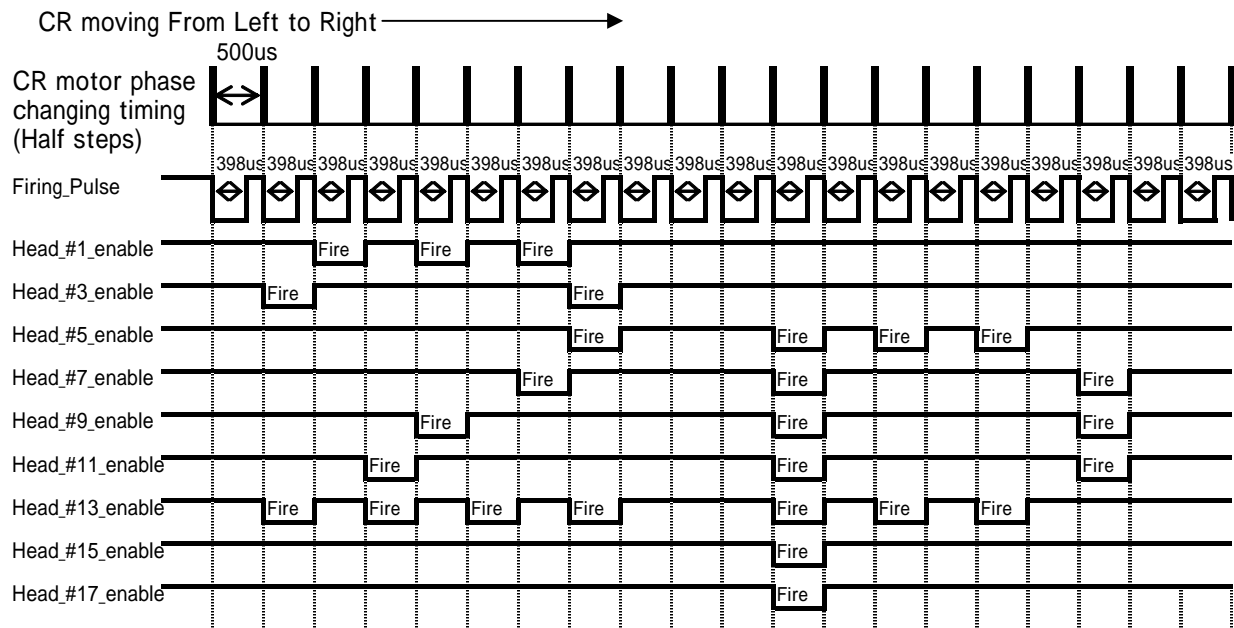 CR moving From Left to Right
500us
CR motor phase
changing timing
(Half steps)
398us 398us 398us 398us 398us 398us 398us 398us 398us 398us 398us 398us 398us 398us 398us 398us 398us 398us 398us 398us
Firing_Pulse
Head_#1_enable Fire Fire Fire
Head_#3_enable Fire Fire
Head_#5_enable Fire Fire Fire Fire
Head_#7_enable Fire Fire Fire
Head_#9_enable Fire Fire Fire
Head_#11_enable Fire Fire Fire
Head_#13_enable Fire Fire Fire Fire Fire Fire Fire
Head_#15_enable Fire
Head_#17_enable Fire